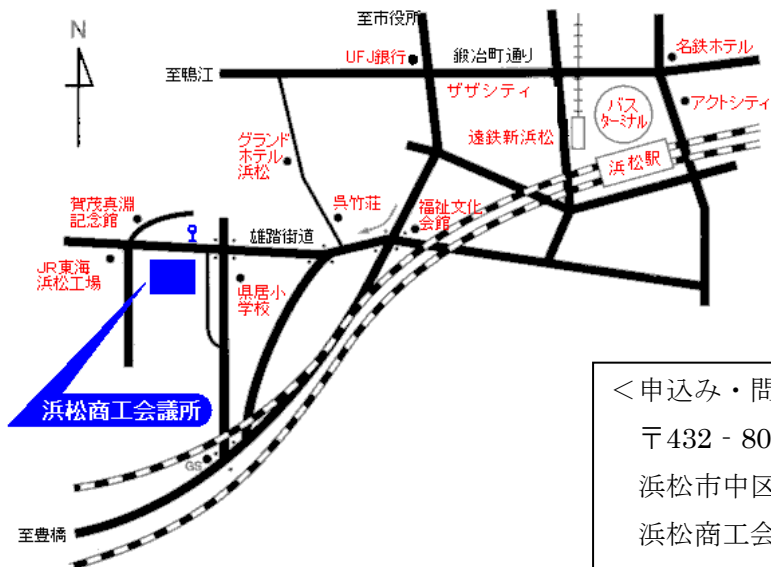 至市役所
N
UFJ銀行
鍛冶町通り
名鉄ホテル
至鴨江
ザザシティ
バス
ターミナル
アクトシティ
グランド
ホテル
浜松
遠鉄新浜松
浜松駅
賀茂真淵
記念館
呉竹荘
福祉文化
会館
雄踏街道
JR東海
浜松工場
県居小
学校
浜松商工会議所
GS
至豊橋
＜申込み・問
〒432‐80
浜松市中区
浜松商工会